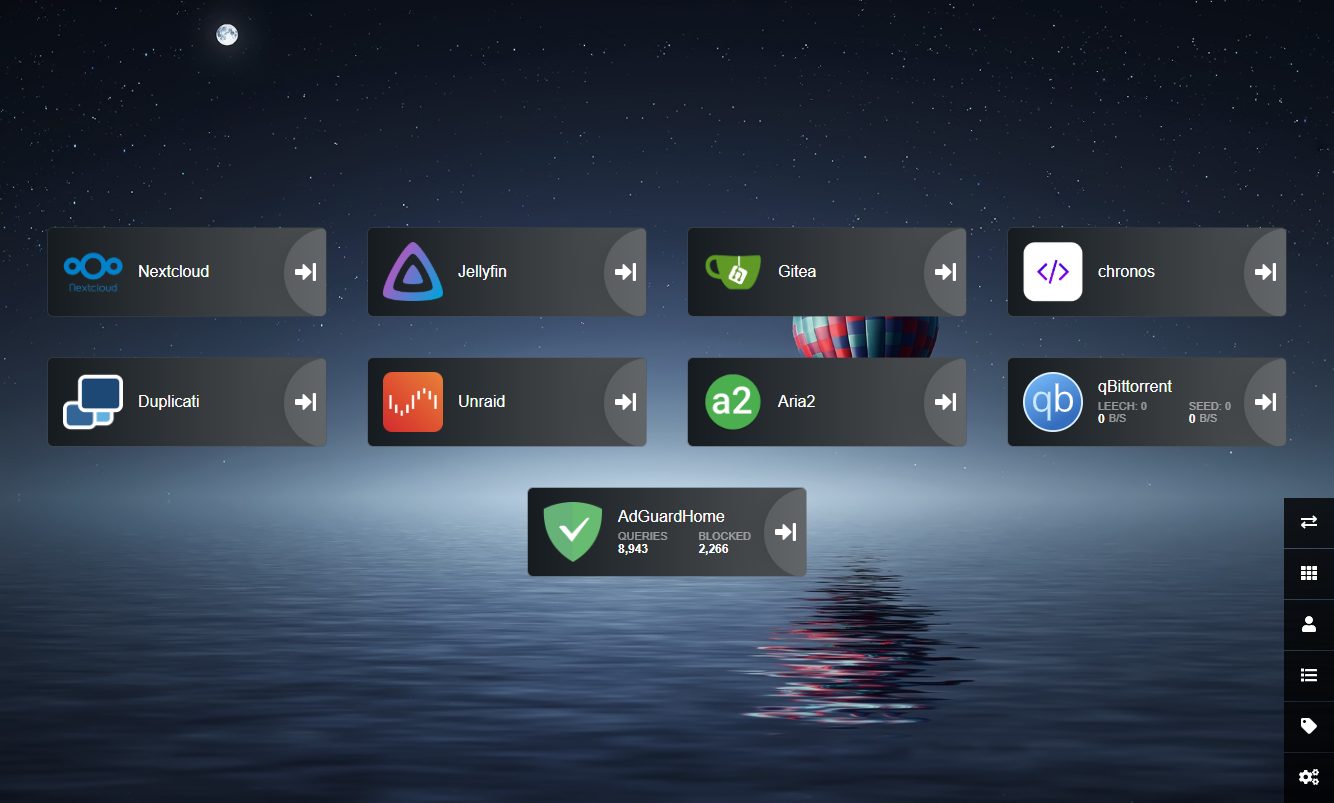 Nextcloud
Nextcloud
Jellyfin
Gitea
</>
chronos
Duplicati
Unraid
a2
Aria2
qb
qBittorrent
LEECH: 0
SEED: 0
0 B/S
0 B/S
AdGuardHome
QUERIES
BLOCKED
8,943
2,266